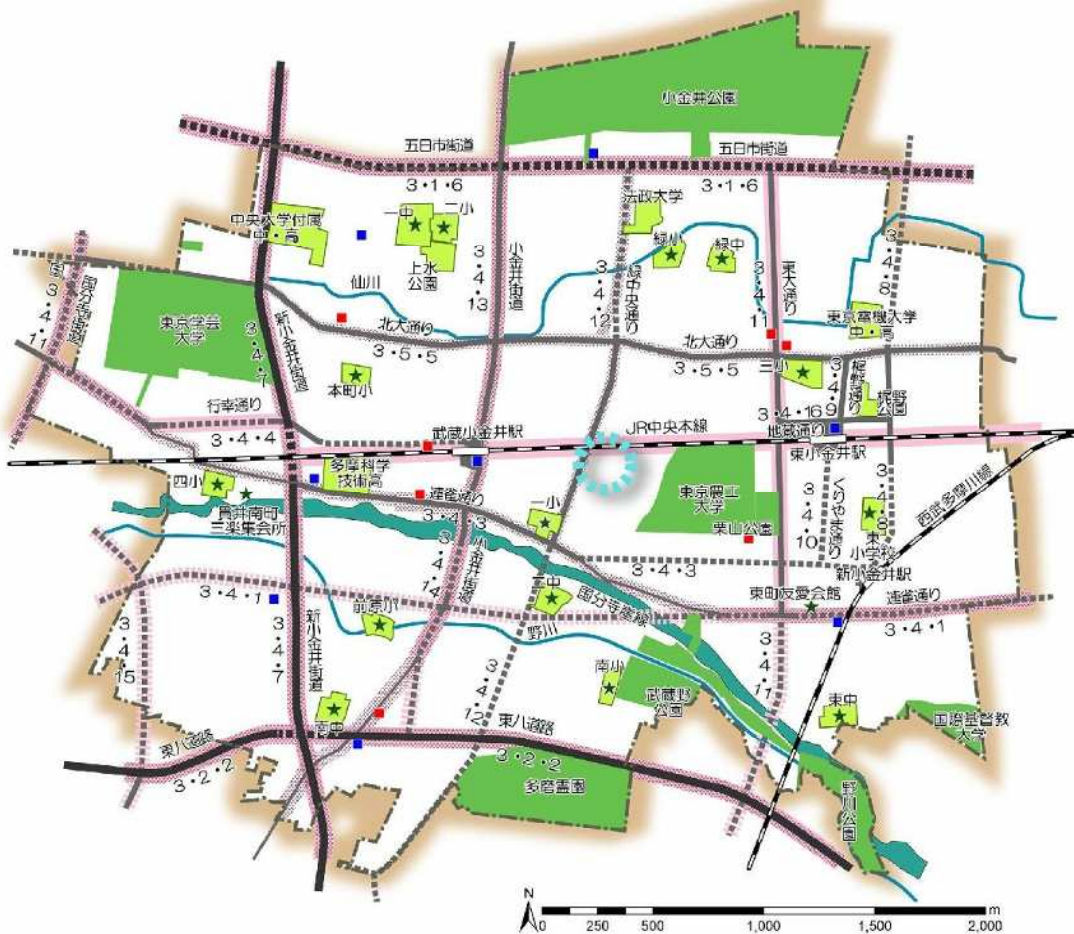 小金井公園
五日市街道
五日市街道
3・1・6
3・1・6
法政大学
中央大学付属
中・高
一中
二小
緑小
緑中
上水
公園
仙川
3・4・13
小金井街道
3・4・12
緑中央通り
3・4・11
東大通り
3・4・8
東京電機大学
中・高
国3・4・11
国分寺街道
東京学芸
大学
3・4・7
新小金井街道
北大通り
3・5・5
北大通り
3・5・5
三小
3・4・9
梶野通り
梶野
公園
本町小
行幸通り
3・4・4
武蔵小金井駅
JR中央本線
3・4・16
地蔵通り
東小金井駅
四小
多摩科学
技術高
連雀通り
3・4・3
一小
東京農工
大学
栗山公園
3・4・10
くりやま通り
3・4・8
東
小学校
西武多摩川線
新小金井駅
貫井南町
三楽集会所
3・4・14
小金井街道
3・4・3
3・4・1
前原小
二中
国分寺崖線
東町友愛会館
連雀通り
3・4・1
3・4・15
3・4・7
新小金井街道
野川
3・4・12
南小
武蔵野
公園
3・4・11
東中
国際基督教
大学
南中
東八道路
3・2・2
東八道路
3・2・2
多磨霊園
野川公園
N
0 250 500 1,000 1,500 2,000 m